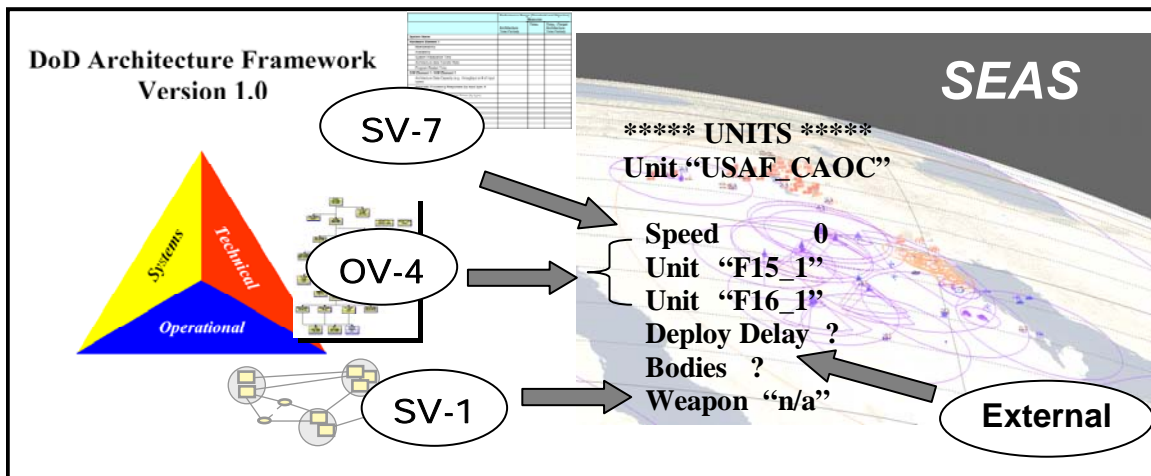 DoD Architecture Framework
Version 1.0
SEAS
SV-7
***** UNITS *****
Unit “USAF_CAOC”
Speed 0
Unit “F15_1”
Unit “F16_1”
Deploy Delay ?
Bodies ?
Weapon “n/a”
Systems
Technical
Operational
OV-4
SV-1
External